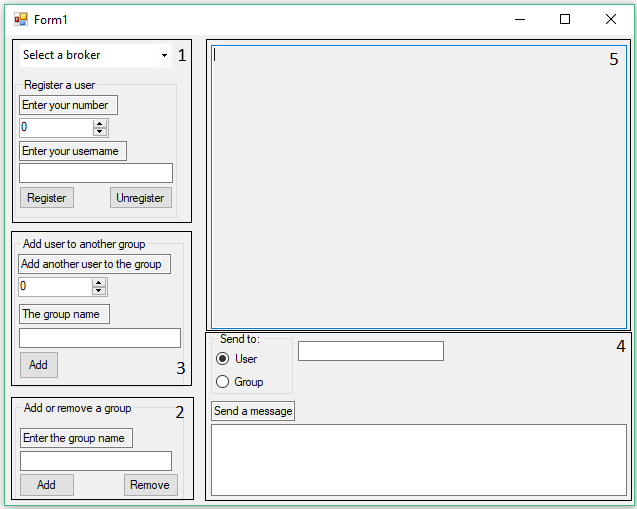 Form1
Select a broker
1
Register a user
Enter your number
0
Enter your username
Register Unregister
Add user to another group
Add another user to the group
0
The group name
Add
3
Add or remove a group
2
Enter the group name
Add Remove
5
Send to:
4
User
Group
Send a message